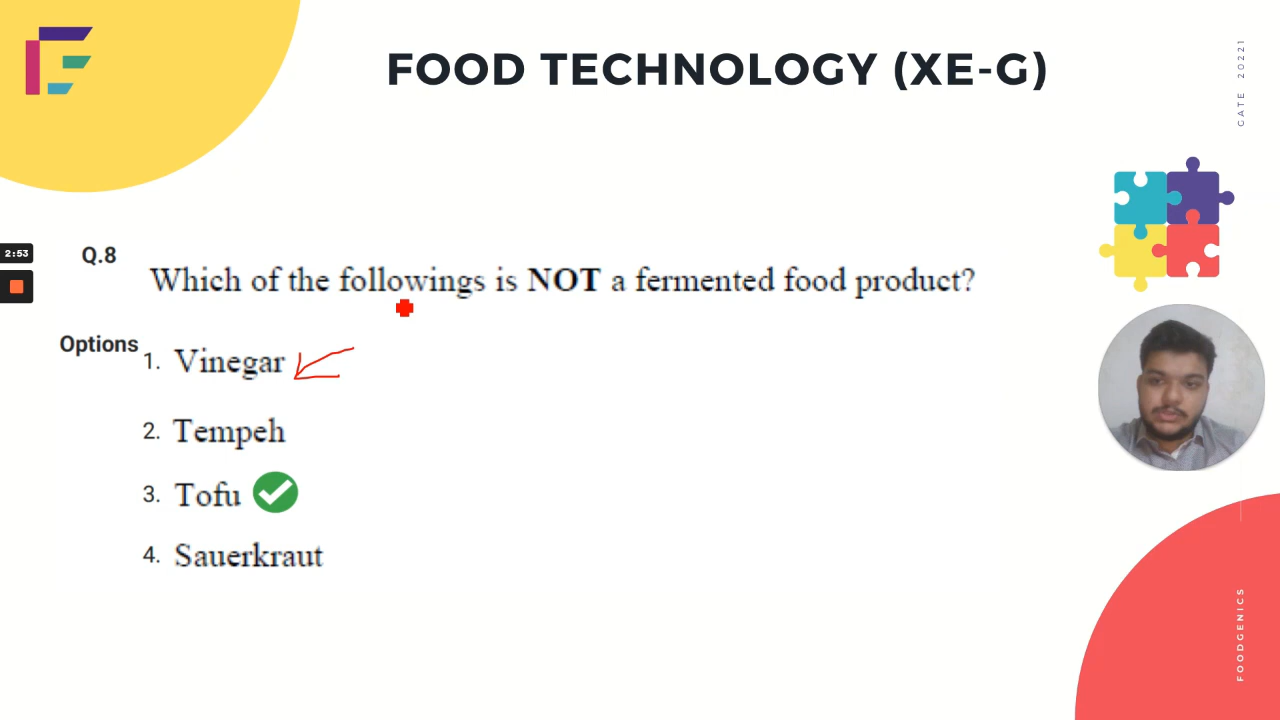 FOOD TECHNOLOGY (XE-G)
GATE 20221
2:53
Q.8
Which of the followings is NOT a fermented food product?
Options
1. Vinegar
2. Tempeh
3. Tofu
4. Sauerkraut
FOODGENICS